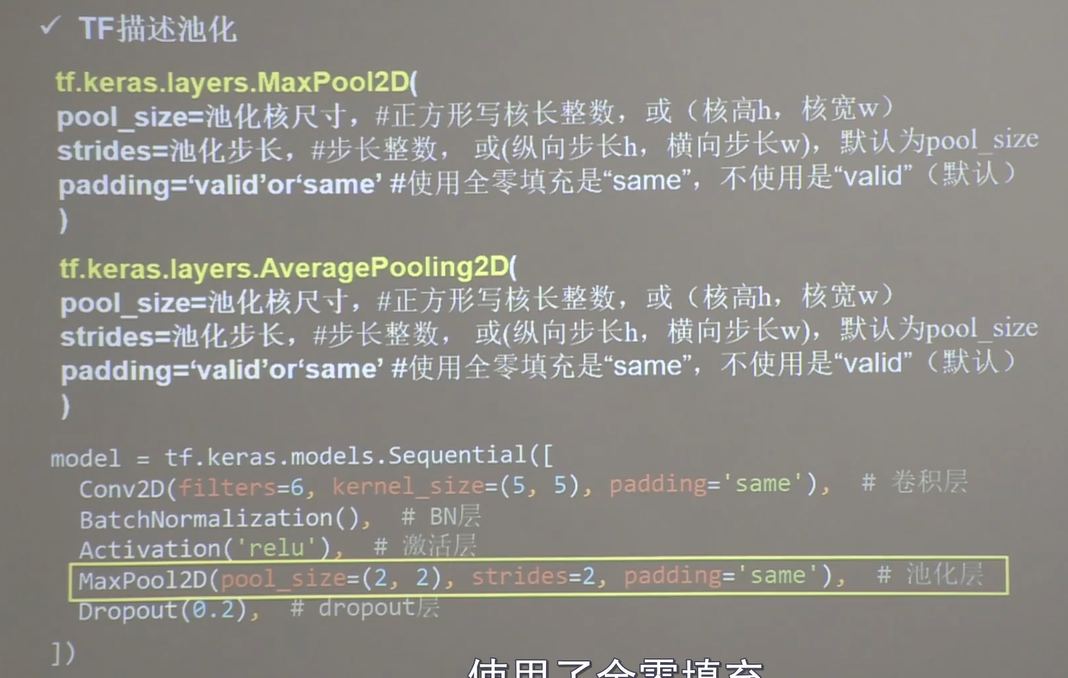 ✓ TF描述池化
tf.keras.layers.MaxPool2D(
pool_size=池化核尺寸，#正方形写核长整数，或（核高h，核宽w）
strides=池化步长，#步长整数， 或(纵向步长h，横向步长w)，默认为pool_size
padding=‘valid’or‘same’ #使用全零填充是“same”，不使用是“valid”（默认）
)
tf.keras.layers.AveragePooling2D(
pool_size=池化核尺寸，#正方形写核长整数，或（核高h，核宽w）
strides=池化步长，#步长整数， 或(纵向步长h，横向步长w)，默认为pool_size
padding=‘valid’or‘same’ #使用全零填充是“same”，不使用是“valid”（默认）
)
model = tf.keras.models.Sequential([
Conv2D(filters=6, kernel_size=(5, 5), padding='same'), # 卷积层
BatchNormalization(), # BN层
Activation('relu'), # 激活层
MaxPool2D(pool_size=(2, 2), strides=2, padding='same'), # 池化层
Dropout(0.2), # dropout层
])
使用了全零填充